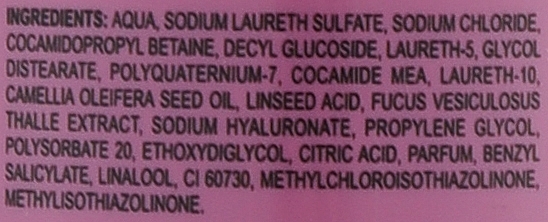 INGREDIENTS: AQUA, SODIUM LAURETH SULFATE, SODIUM CHLORIDE,
COCAMIDOPROPYL BETAINE, DECYL GLUCOSIDE, LAURETH-5, GLYCOL
DISTEARATE, POLYQUATERNIUM-7, COCAMIDE MEA, LAURETH-10,
CAMELLIA OLEIFERA SEED OIL, LINSEED ACID, FUCUS VESICULOSUS
THALLE EXTRACT, SODIUM HYALURONATE, PROPYLENE GLYCOL,
POLYSORBATE 20, ETHOXYDIGLYCOL, CITRIC ACID, PARFUM, BENZYL
SALICYLATE, LINALOOL, CI 60730, METHYLCHLOROISOTHIAZOLINONE,
METHYLISOTHIAZOLINONE.